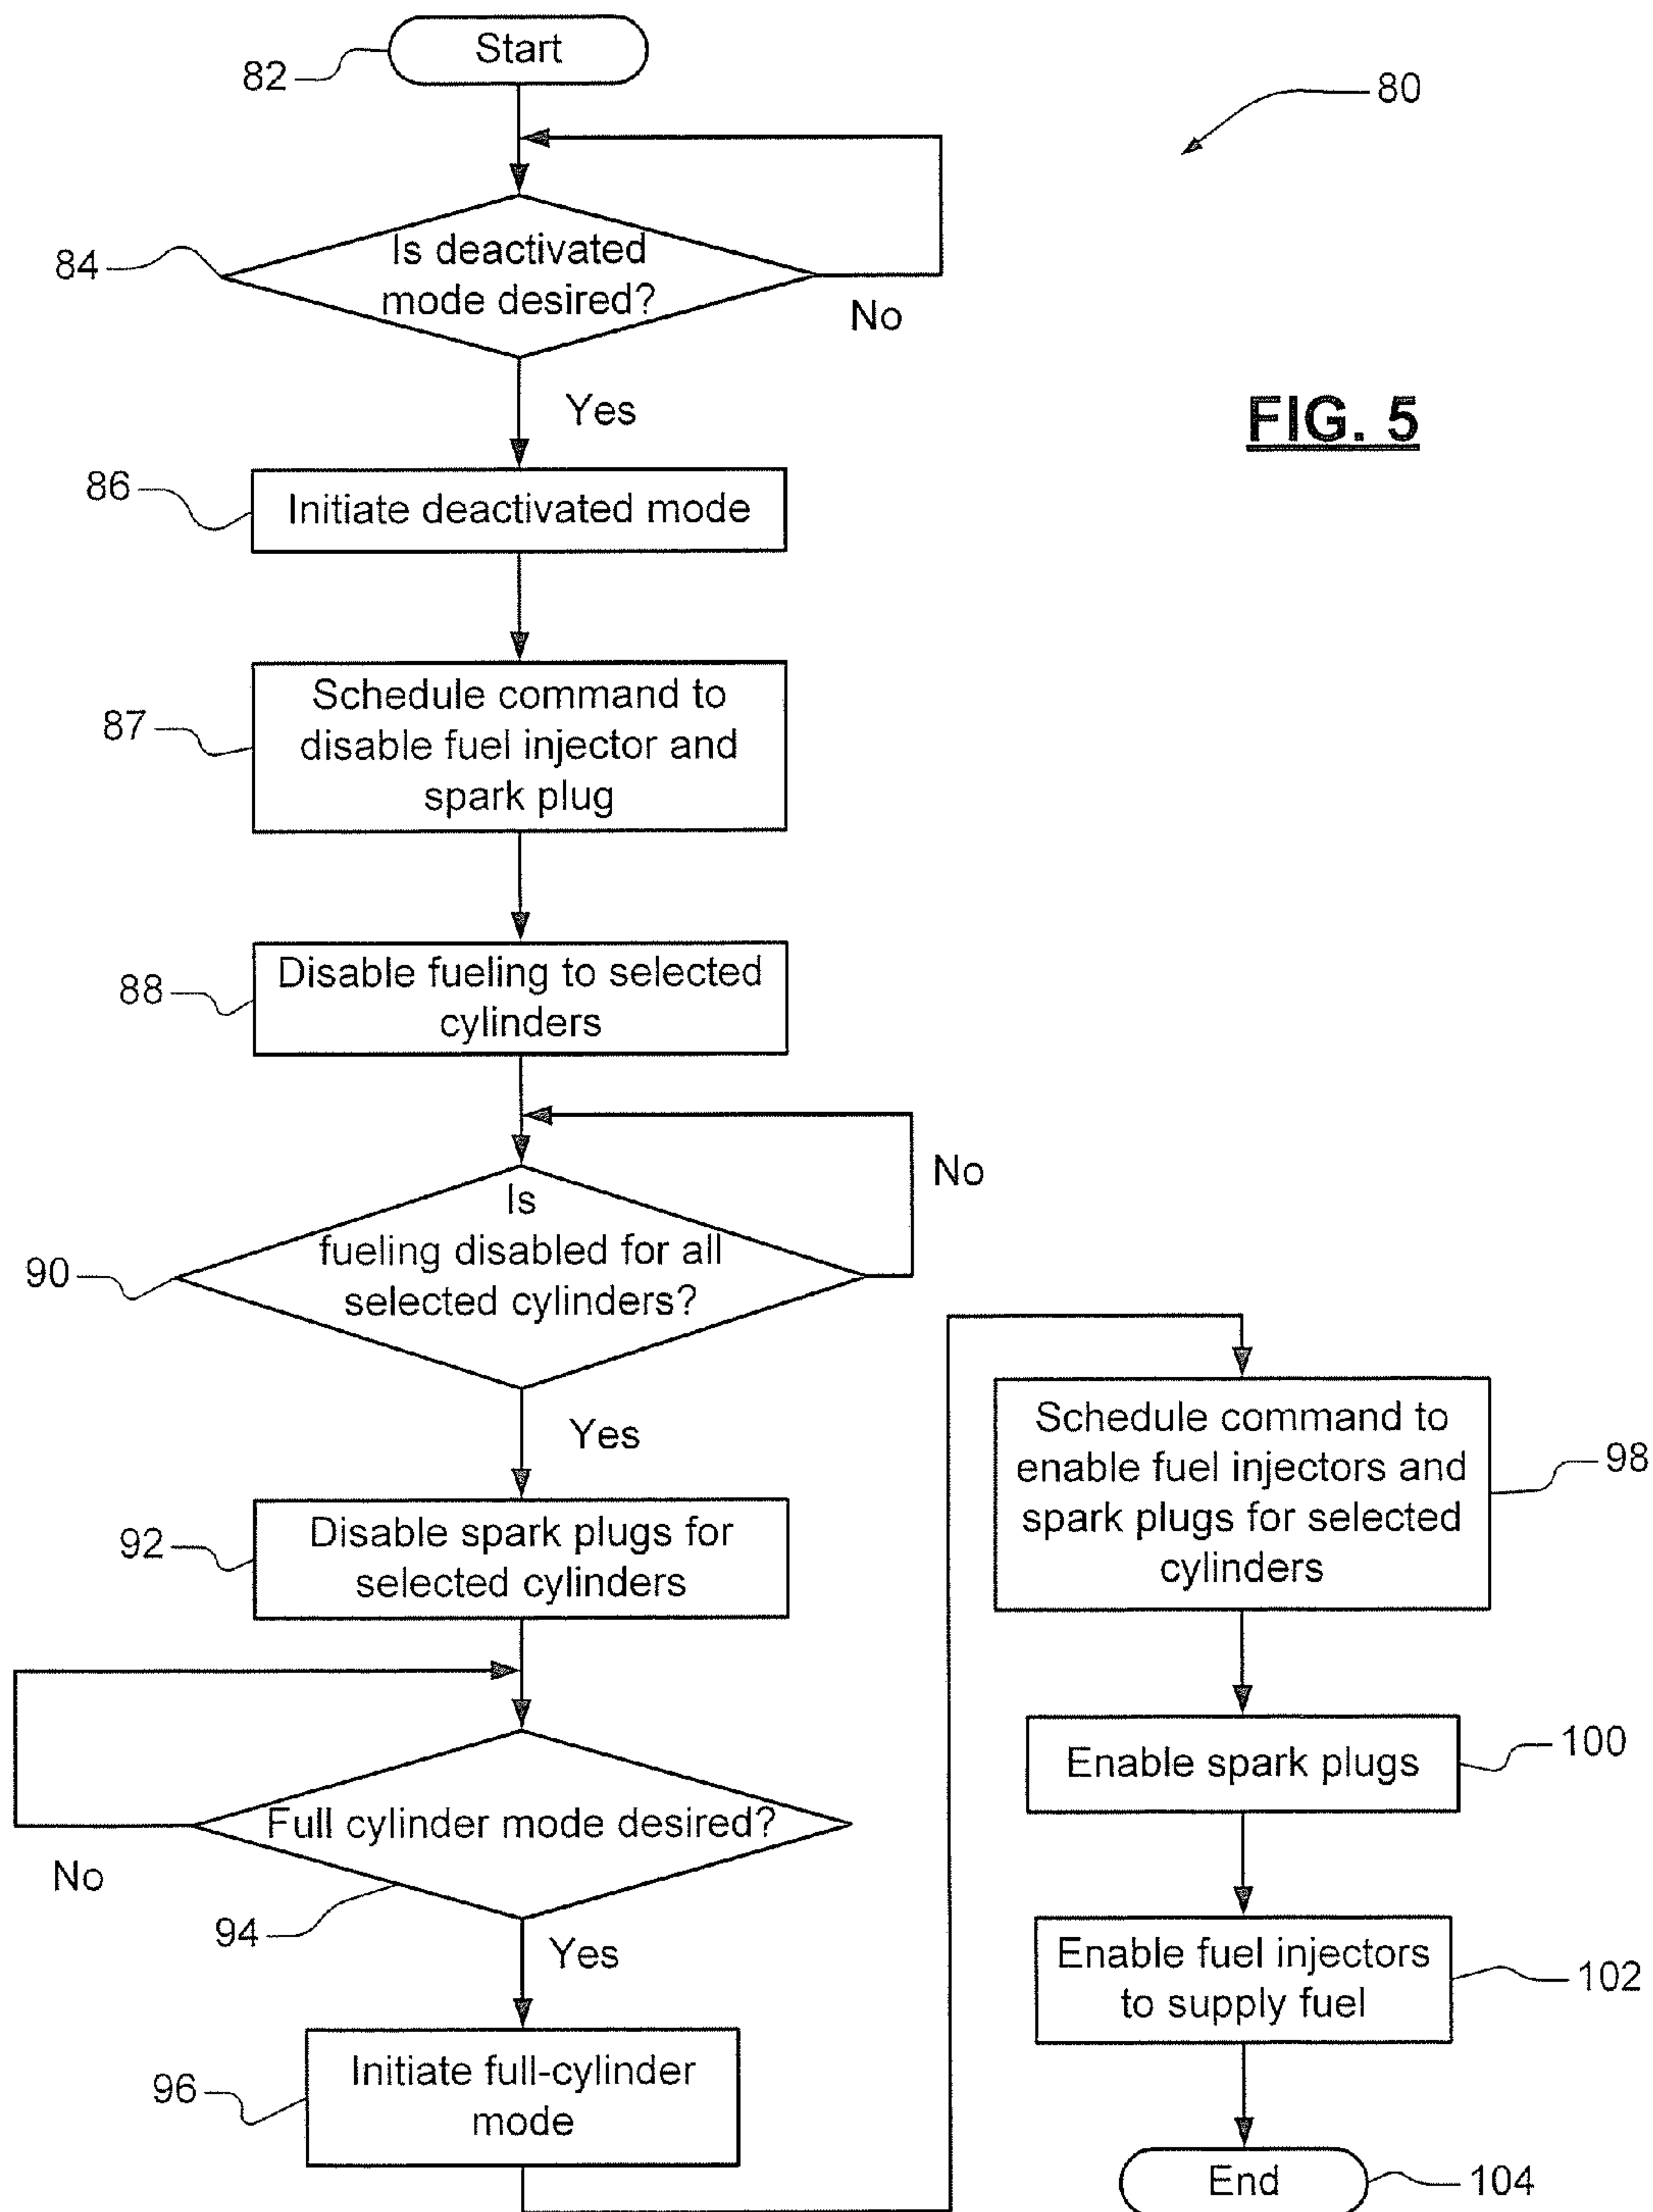 Start
82
80
Is deactivated
mode desired?
84
No
FIG. 5
Yes
86
Initiate deactivated mode
Schedule command to
disable fuel injector and
spark plug
87
Disable fueling to selected
cylinders
88
No
Is
fueling disabled for all
selected cylinders?
90
Yes
Disable spark plugs for
selected cylinders
92
Full cylinder mode desired?
No
94
Yes
Initiate full-cylinder
mode
96
Schedule command to
enable fuel injectors and
spark plugs for selected
cylinders
98
Enable spark plugs
100
Enable fuel injectors
to supply fuel
102
End
104